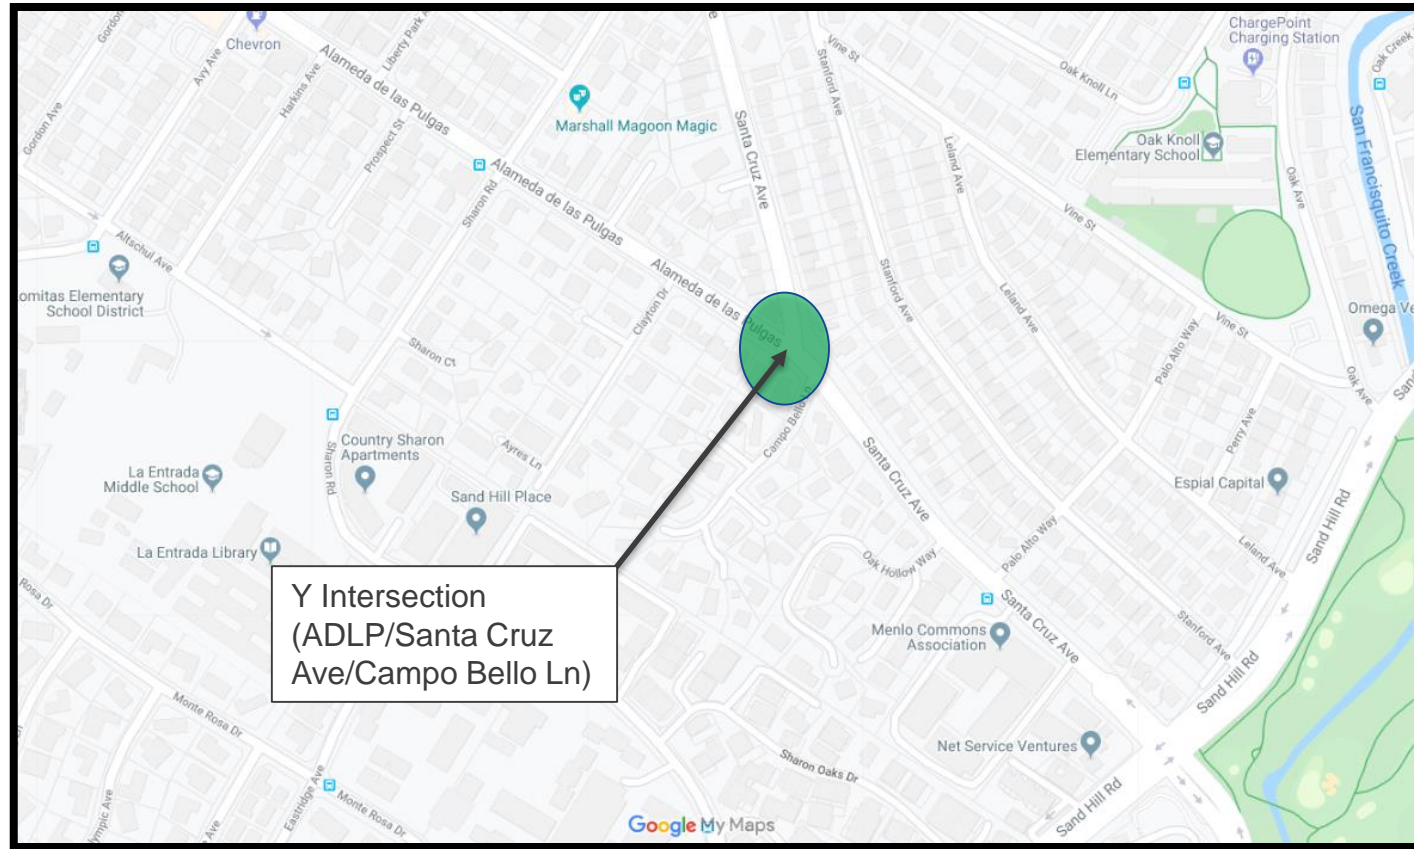 Gordon Ave
Gordon Ave
Avy Ave
Chevron
Harkins Ave
Alameda de las Pulgas
Liberty Park
Prospect St
Marshall Magoon Magic
Santa Cruz Ave
Stanford Ave
Vine St
Oak Knoll Ln
ChargePoint
Charging Station
Oak Creek
San Francisquito Creek
Oak Knoll
Elementary School
Leland Ave
Oak Ave
Vine St
Sharon Rd
Alameda de las Pulgas
Altschul Ave
omitas Elementary
School District
Alameda de las Pulgas
Clayton Dr
Stanford Ave
Leland Ave
Palo Alto Way
Vine St
Omega Ve
Sharon Ct
Oak Ave
Sand
Campo Bello Ln
Perry Ave
Country Sharon
Apartments
Sharon Rd
Ayres Ln
La Entrada
Middle School
Sand Hill Place
Santa Cruz Ave
Espial Capital
Sand Hill Rd
La Entrada Library
Palo Alto Way
Oak Hollow Way
Leland Ave
Rosa Dr
Y Intersection
(ADLP/Santa Cruz
Ave/Campo Bello Ln)
Santa Cruz Ave
Stanford Ave
Menlo Commons
Association
Sand Hill Rd
Monte Rosa Dr
Net Service Ventures
Sharon Oaks Dr
Eastridge Ave
Monte Rosa Dr
Sand Hill Rd
ympic Ave
Ave
Google My Maps